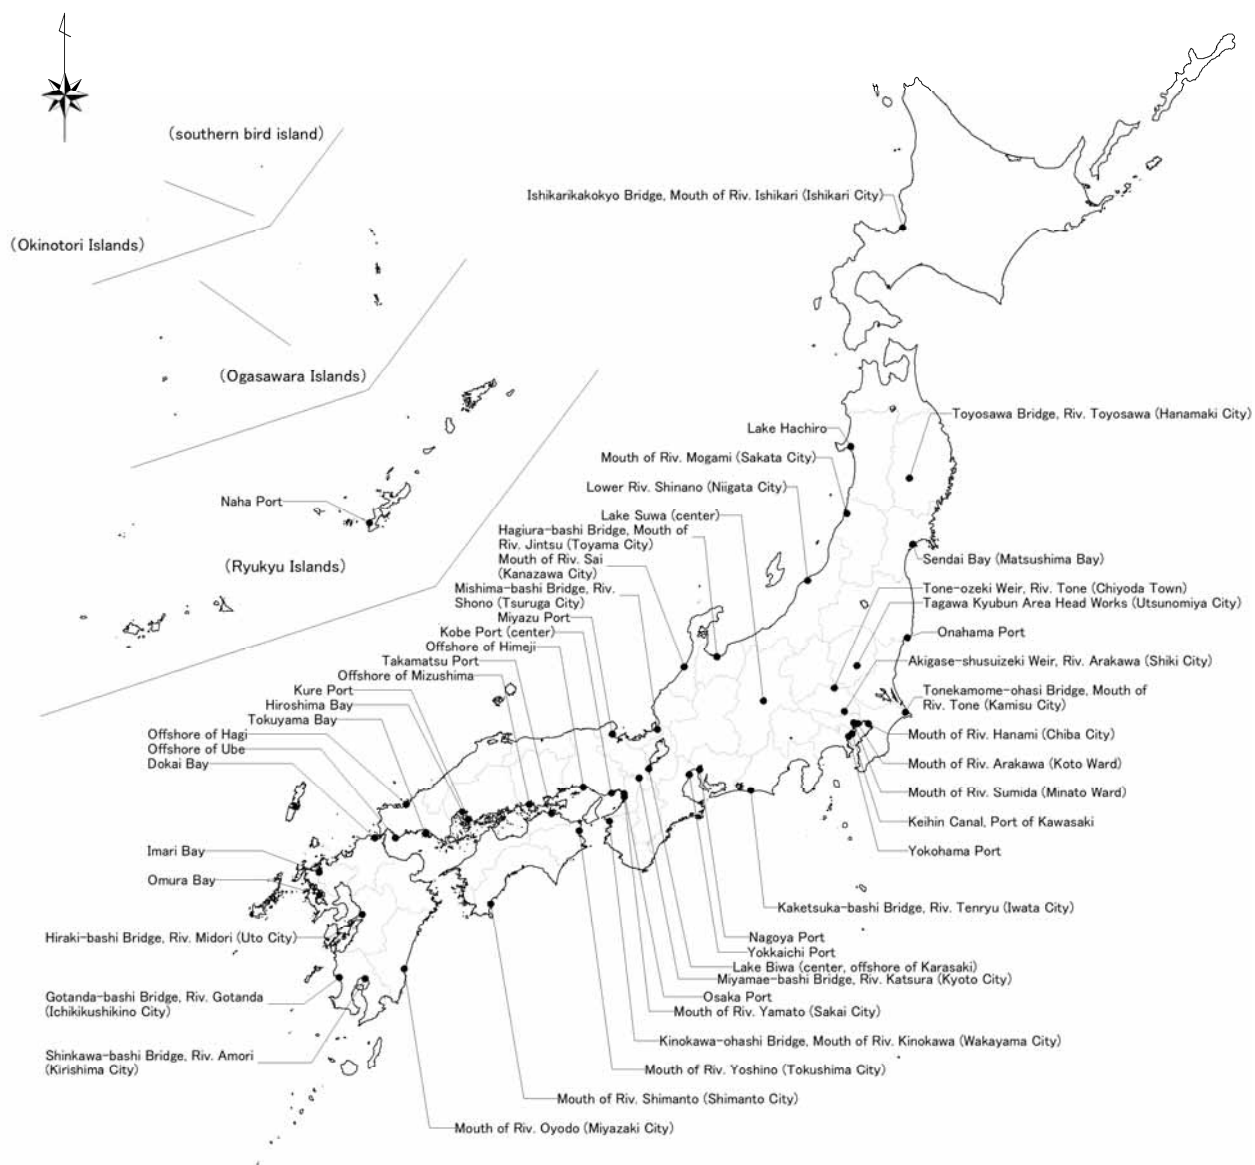 (southern bird island)
Ishikarikakokyo Bridge, Mouth of Riv. Ishikari (Ishikari City)
(Okinotori Islands)
(Ogasawara Islands)
Toyosawa Bridge, Riv. Toyosawa (Hanamaki City)
Lake Hachiro
Mouth of Riv. Mogami (Sakata City)
Lower Riv. Shinano (Niigata City)
Naha Port
Lake Suwa (center)
Hagiura-bashi Bridge, Mouth of
Riv. Jintsu (Toyama City)
Mouth of Riv. Sai
(Kanazawa City)
Sendai Bay (Matsushima Bay)
(Ryukyu Islands)
Mishima-bashi Bridge, Riv.
Shono (Tsuruga City)
Tone-ozeki Weir, Riv. Tone (Chiyoda Town)
Tagawa Kyubun Area Head Works (Utsunomiya City)
Miyazu Port
Kobe Port (center)
Onahama Port
Offshore of Himeji
Takamatsu Port
Akigase-shusuizeki Weir, Riv. Arakawa (Shiki City)
Offshore of Mizushima
Kure Port
Tonekamome-ohasi Bridge, Mouth of
Riv. Tone (Kamisu City)
Hiroshima Bay
Tokuyama Bay
Offshore of Hagi
Mouth of Riv. Hanami (Chiba City)
Offshore of Ube
Dokai Bay
Mouth of Riv. Arakawa (Koto Ward)
Mouth of Riv. Sumida (Minato Ward)
Keihin Canal, Port of Kawasaki
Imari Bay
Yokohama Port
Omura Bay
Kaketsuka-bashi Bridge, Riv. Tenryu (Iwata City)
Hiraki-bashi Bridge, Riv. Midori (Uto City)
Nagoya Port
Yokkaichi Port
Lake Biwa (center, offshore of Karasaki)
Miyamae-bashi Bridge, Riv. Katsura (Kyoto City)
Gotanda-bashi Bridge, Riv. Gotanda
(Ichikikushikino City)
Osaka Port
Mouth of Riv. Yamato (Sakai City)
Kinokawa-ohashi Bridge, Mouth of Riv. Kinokawa (Wakayama City)
Shinkawa-bashi Bridge, Riv. Amori
(Kirishima City)
Mouth of Riv. Yoshino (Tokushima City)
Mouth of Riv. Shimanto (Shimanto City)
Mouth of Riv. Oyodo (Miyazaki City)